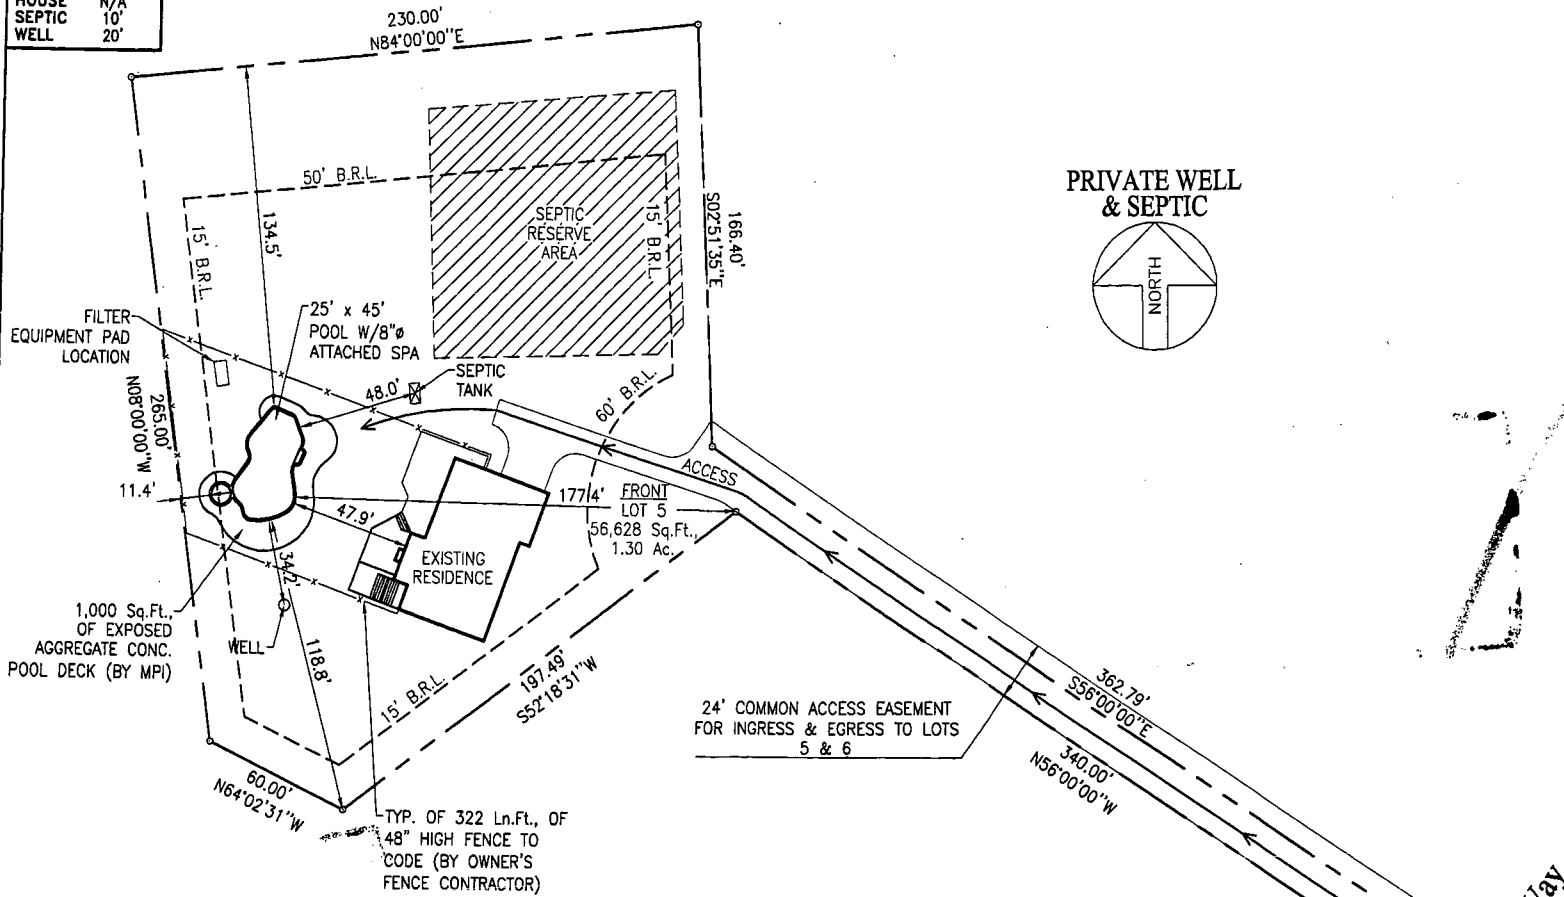 HOUSE N/A
SEPTIC 10'
WELL 20'
230.00'
N84°00'00"E
50' B.R.L.
134.5'
15' B.R.L.
SEPTIC
RESERVE
AREA
15' B.R.L.
166.40'
S02°51'35"E
PRIVATE WELL
& SEPTIC
NORTH
FILTER
EQUIPMENT PAD
LOCATION
25' x 45'
POOL W/8"ø
ATTACHED SPA
SEPTIC
TANK
48.0'
60' B.R.L.
265.00'
N08°00'00"W
ACCESS
11.4'
177.4'
FRONT
LOT 5
56,628 Sq.Ft.,
1.30 Ac.
47.9'
EXISTING
RESIDENCE
34.2'
1,000 Sq.Ft.,
OF EXPOSED
AGGREGATE CONC.
POOL DECK (BY MPI)
WELL
118.8'
15' B.R.L.
197.49'
S52°18'31"W
24' COMMON ACCESS EASEMENT
FOR INGRESS & EGRESS TO LOTS
5 & 6
362.79'
S56°00'00"E
340.00'
N56°00'00"W
60.00'
N64°02'31"W
TYP. OF 322 Ln.Ft., OF
48" HIGH FENCE TO
CODE (BY OWNER'S
FENCE CONTRACTOR)